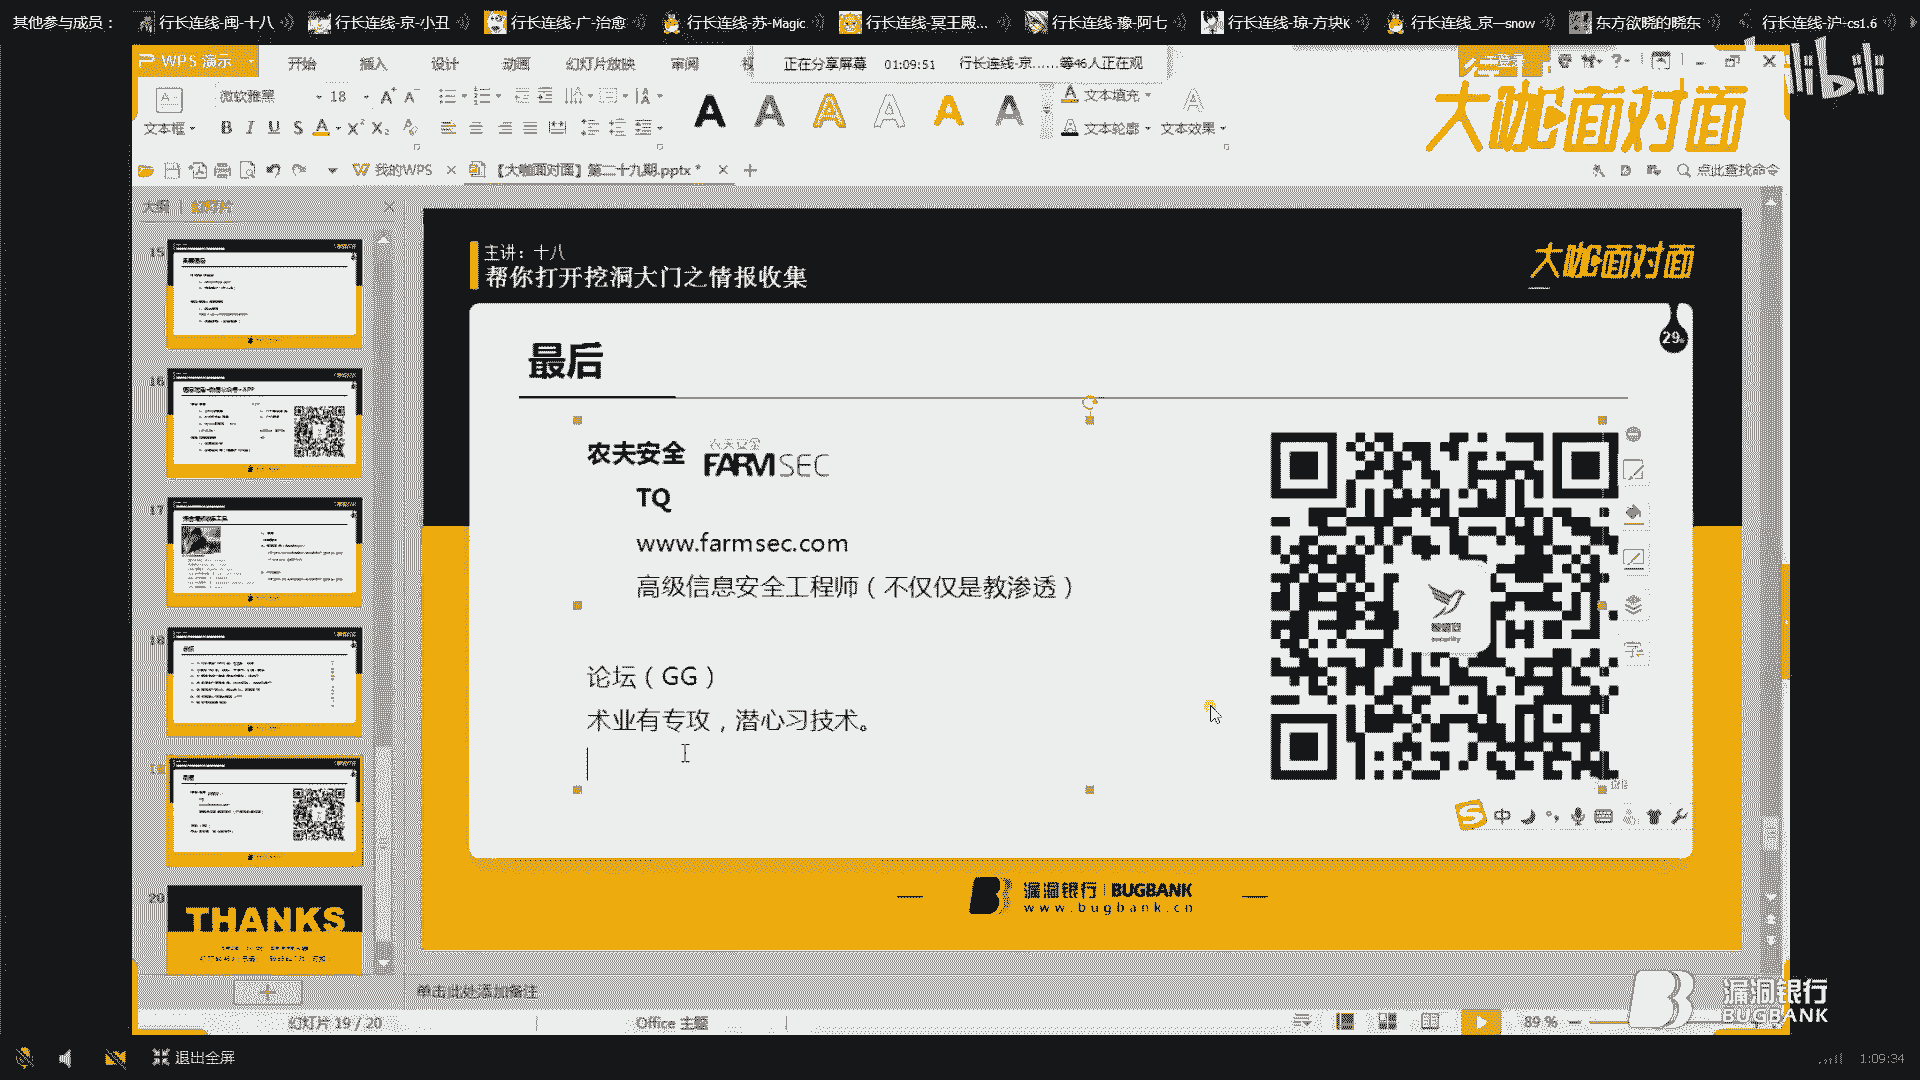 其他参与成员：
行长连线-闽-十八
行长连线-京-小丑
行长连线-广-治愈
行长连线-苏-Magic
行长连线-冥王殿...
行长连线-豫-阿七
行长连线-琼-方块K
行长连线_京—snow
东方欲晓的晓东
行长连线-沪-cs1.6
WPS 演示
开始
插入
设计
动画
幻灯片放映
审阅
正在分享屏幕 01:09:51 行长连线-京......等46人正在观
bilibili
大咖面对面
微软雅黑
18
文本填充
文本框
B I U S A X² X₂
文本轮廓
文本效果
我的WPS
【大咖面对面】第二十九期.pptx *
点此查找命令
大纲
幻灯片
15
16
17
18
19
20
THANKS
主讲：十八
帮你打开挖洞大门之情报收集
大咖面对面
29
最后
农夫安全
农夫安全
FARMSEC
TQ
www.farmsec.com
高级信息安全工程师（不仅仅是教渗透）
论坛（GG）
术业有专攻，潜心习技术。
security
中
漏洞银行 | BUGBANK
www.bugbank.cn
单击此处添加备注
幻灯片 19 / 20
Office 主题
89 %
漏洞银行
BUGBANK
退出全屏
1:09:34